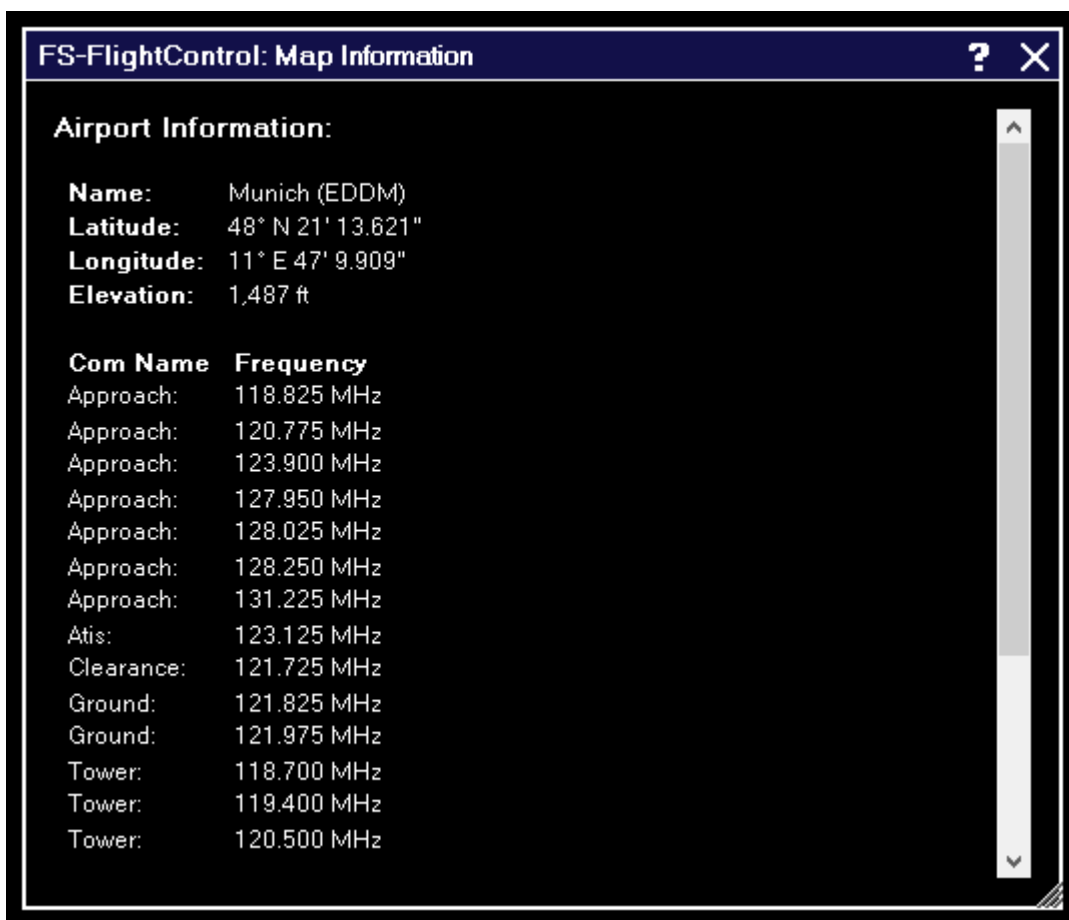 FS-FlightControl: Map Information ?
Airport Information:
Name: Munich (EDDM)
Latitude: 48° N 21' 13.621"
Longitude: 11° E 47' 9.909"
Elevation: 1,487 ft
Com Name Frequency
Approach: 118.825 MHz
Approach: 120.775 MHz
Approach: 123.900 MHz
Approach: 127.950 MHz
Approach: 128.025 MHz
Approach: 128.250 MHz
Approach: 131.225 MHz
Atis: 123.125 MHz
Clearance: 121.725 MHz
Ground: 121.825 MHz
Ground: 121.975 MHz
Tower: 118.700 MHz
Tower: 119.400 MHz
Tower: 120.500 MHz